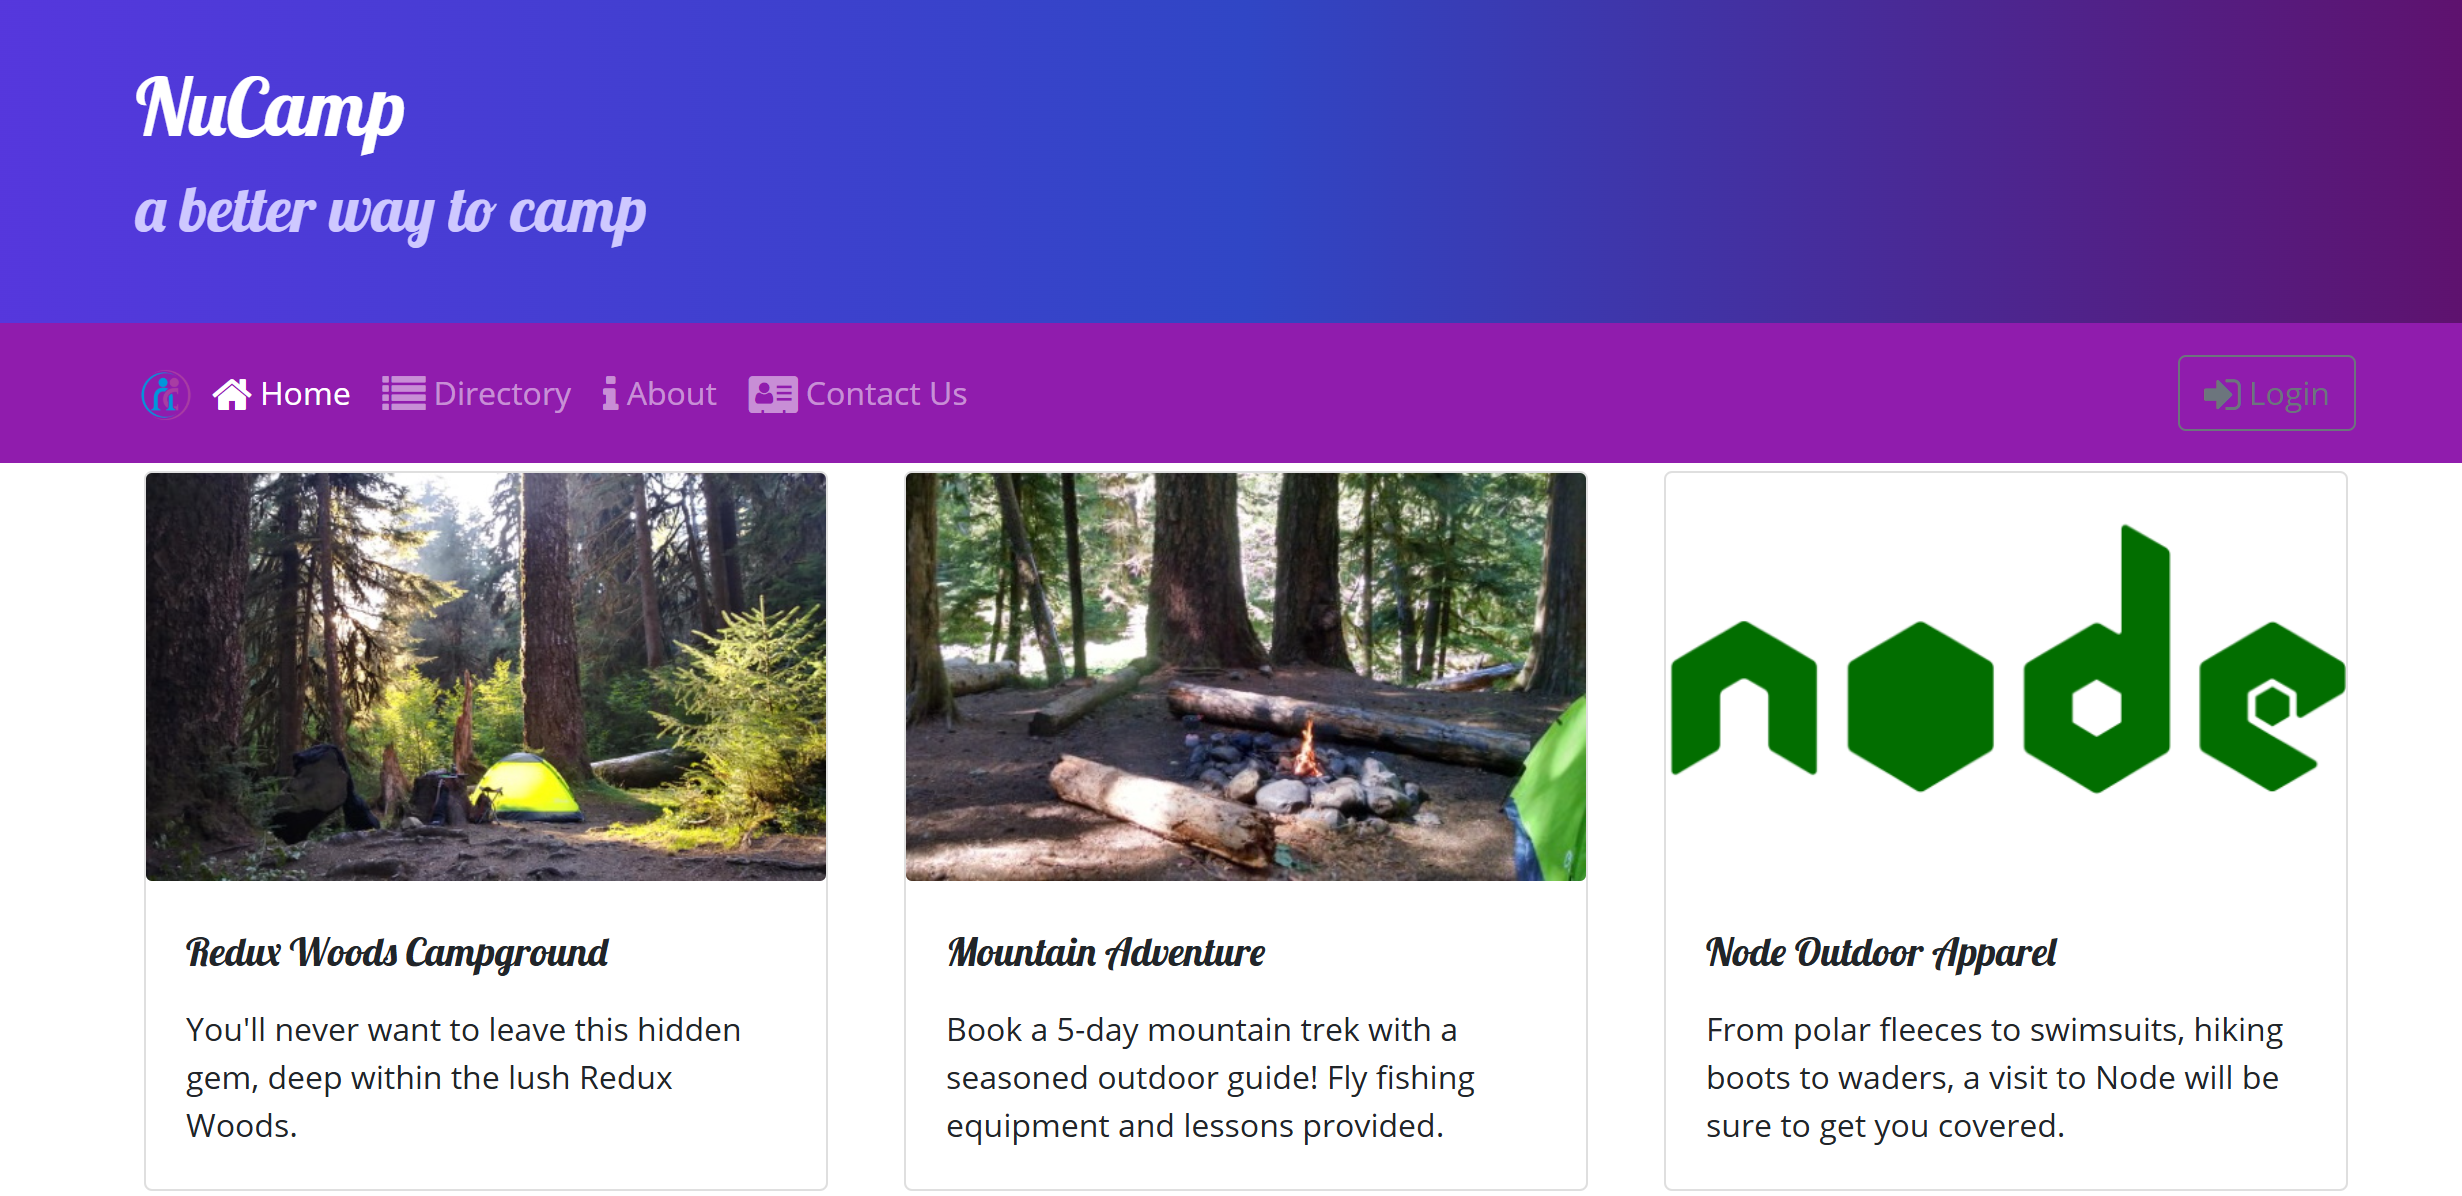 NuCamp
a better way to camp
Home Directory About Contact Us Login
node
Redux Woods Campground
You'll never want to leave this hidden
gem, deep within the lush Redux
Woods.
Mountain Adventure
Book a 5-day mountain trek with a
seasoned outdoor guide! Fly fishing
equipment and lessons provided.
Node Outdoor Apparel
From polar fleeces to swimsuits, hiking
boots to waders, a visit to Node will be
sure to get you covered.